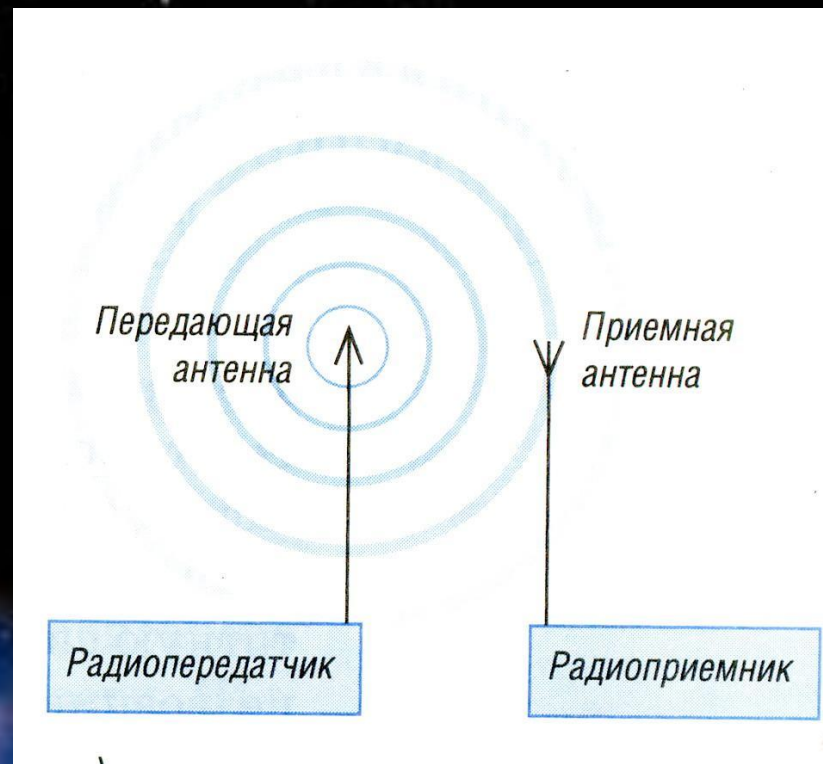 Передающая
антенна
Приемная
антенна
Радиопередатчик
Радиоприемник